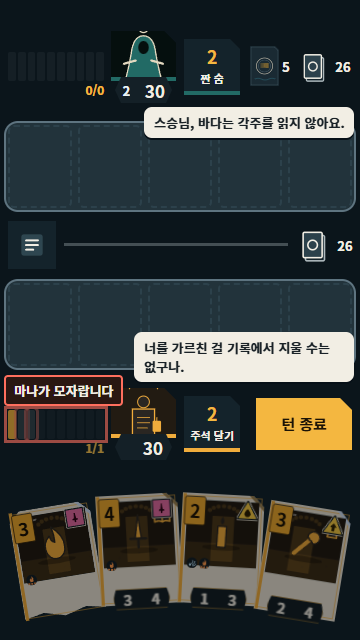 0/0
2 30
2
짠 숨
5
26
스승님, 바다는 각주를 읽지 않아요.
26
너를 가르친 걸 기록에서 지울 수는
없구나.
마나가 모자랍니다
1/1
30
2
주석 달기
턴 종료
3
4
3 4
2
1 3
3
2 4